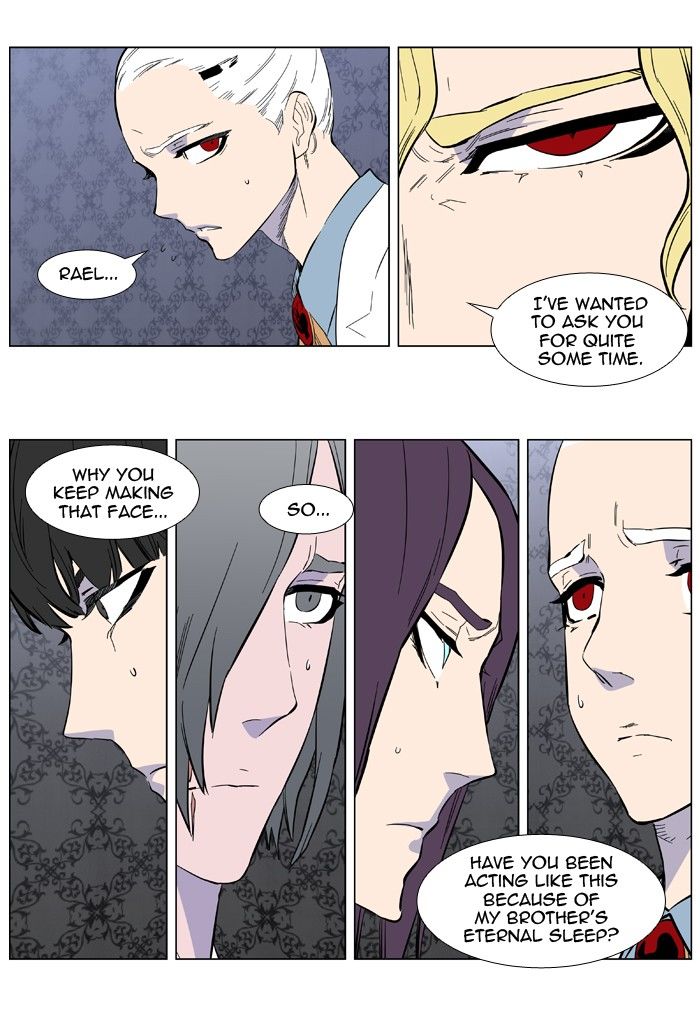 RAEL...
I'VE WANTED
TO ASK YOU
FOR QUITE
SOME TIME.
WHY YOU
KEEP MAKING
THAT FACE...
SO...
HAVE YOU BEEN
ACTING LIKE THIS
BECAUSE OF
MY BROTHER'S
ETERNAL SLEEP?